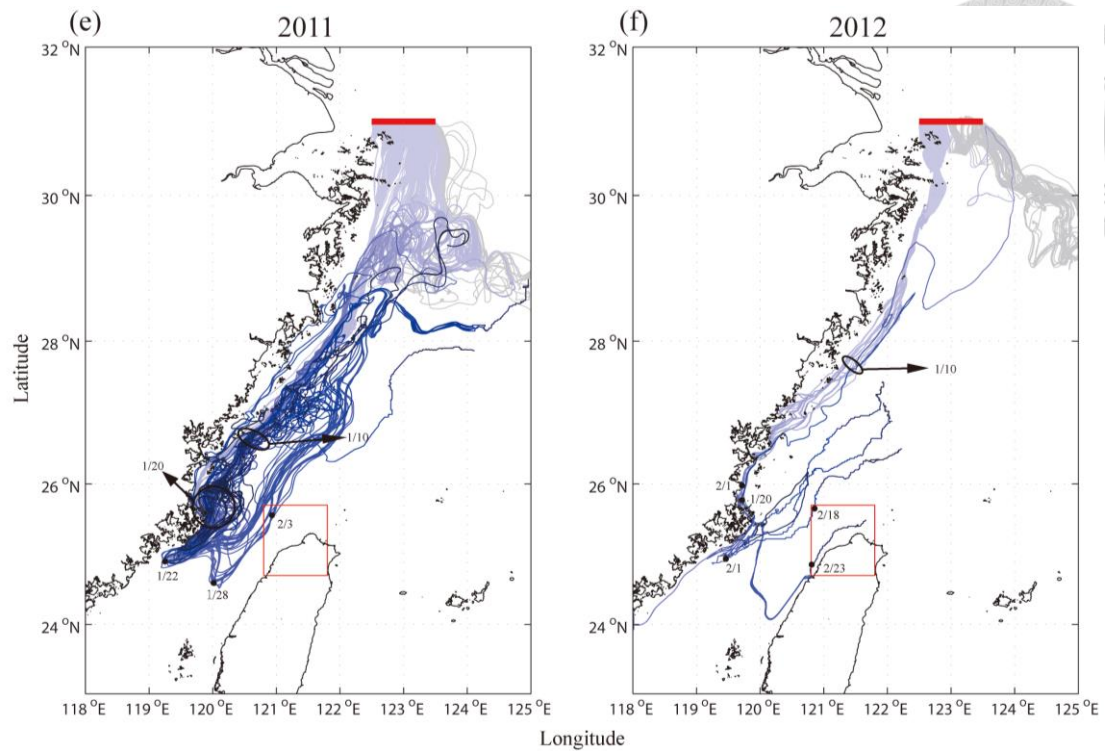 (e) 2011
(f) 2012
32 °N
30 °N
28 °N
26 °N
24 °N
Latitude
1/10
1/20
2/3
1/22
1/28
118 °E 119 °E 120 °E 121 °E 122 °E 123 °E 124 °E 125 °E
32 °N
30 °N
28 °N
26 °N
24 °N
1/10
2/1
1/20
2/18
2/1
2/23
118 °E 119 °E 120 °E 121 °E 122 °E 123 °E 124 °E 125 °E
Longitude